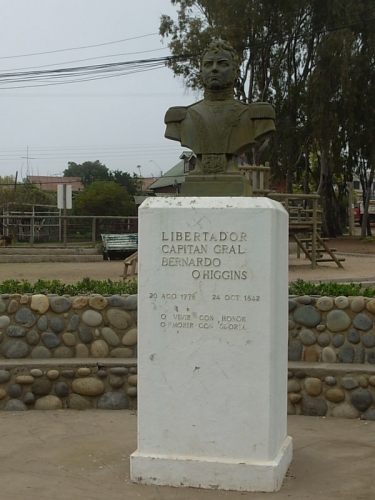 LIBERTADOR
CAPITAN GRAL.
BERNARDO
O'HIGGINS
20 AGO 1778 24 OCT 1842
O VIVIR CON HONOR
O MORIR CON GLORIA